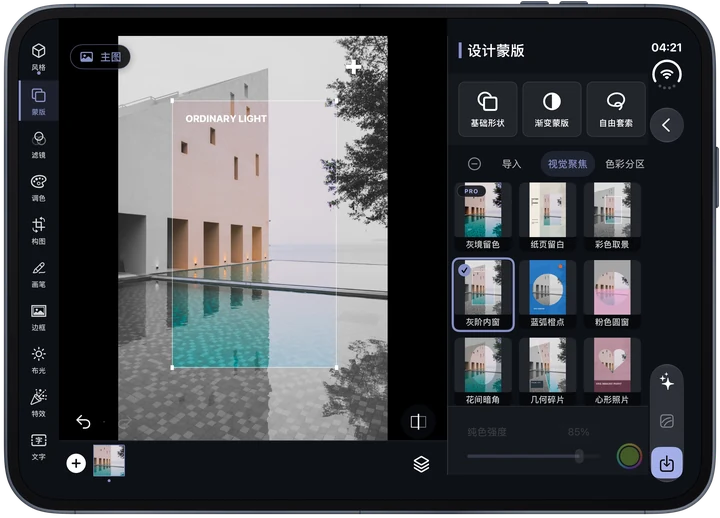 风格
蒙版
滤镜
调色
构图
画笔
边框
布光
特效
文字
主图
ORDINARY LIGHT
设计蒙版
04:21
基础形状
渐变蒙版
自由套索
导入
视觉聚焦
色彩分区
PRO
灰境留色
纸页留白
彩色取景
灰阶内窗
蓝弧橙点
粉色圆窗
花间暗角
几何碎片
心形照片
纯色强度
85%